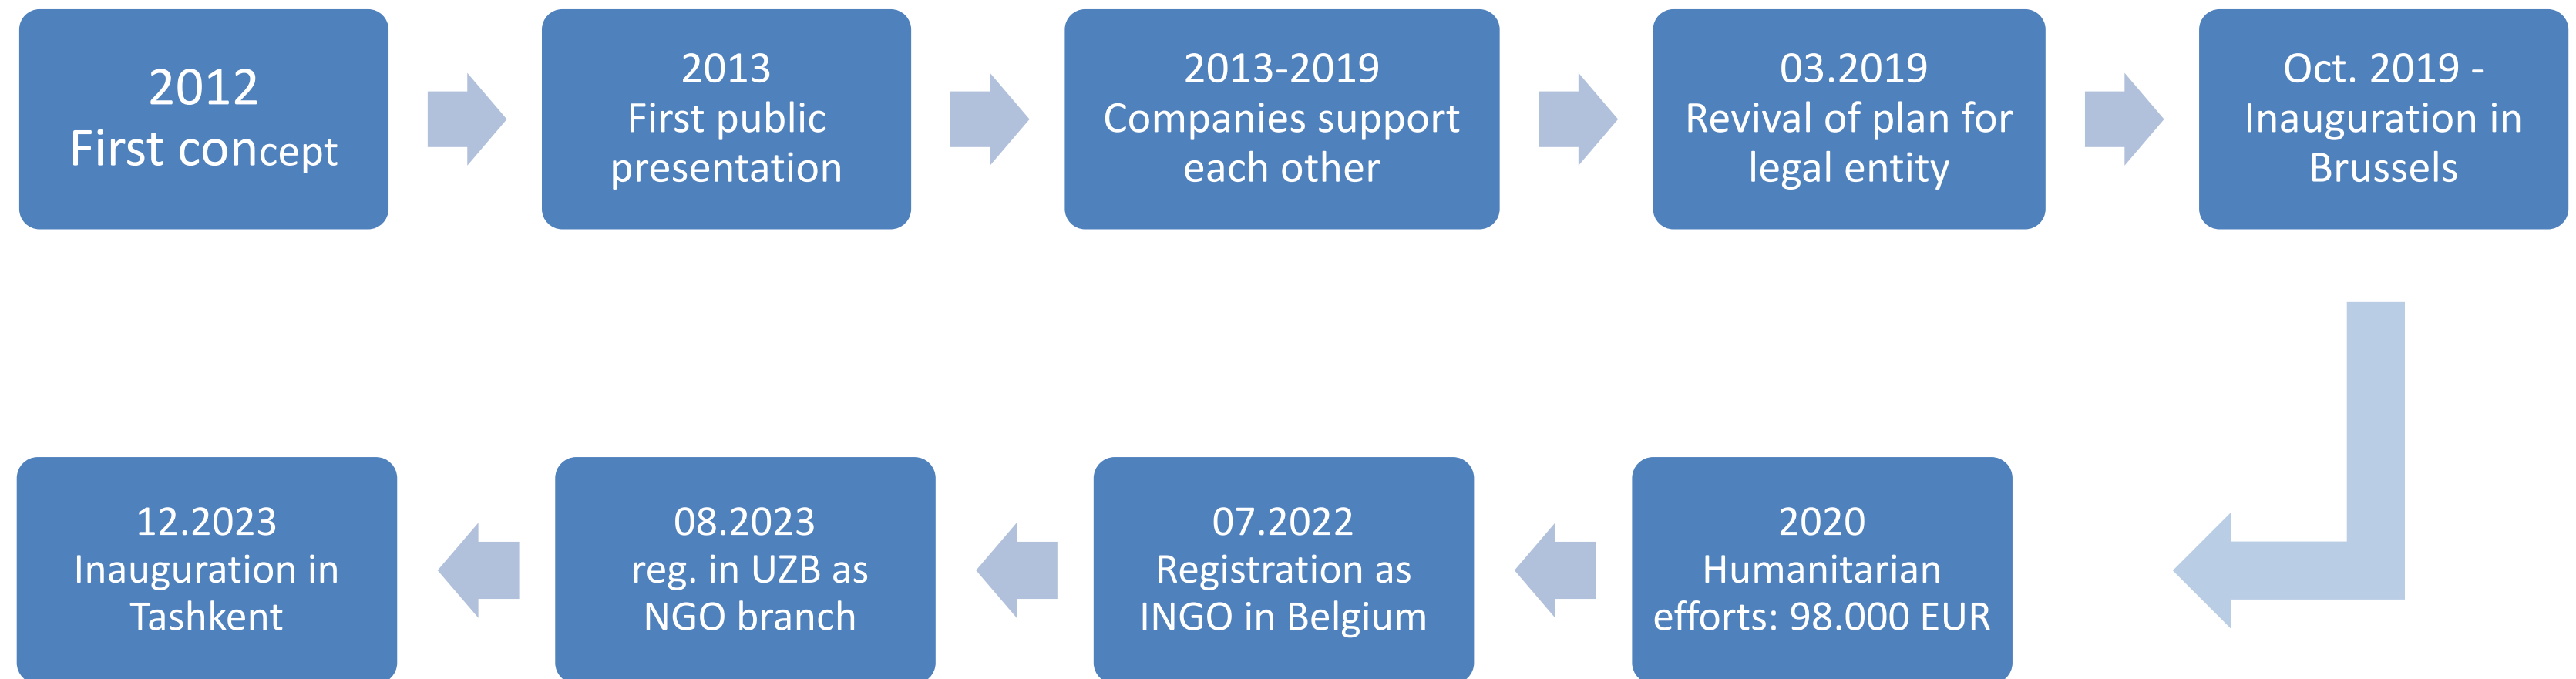 2012
First concept
2013
First public
presentation
2013-2019
Companies support
each other
03.2019
Revival of plan for
legal entity
Oct. 2019 -
Inauguration in
Brussels
2020
Humanitarian
efforts: 98.000 EUR
07.2022
Registration as
INGO in Belgium
08.2023
reg. in UZB as
NGO branch
12.2023
Inauguration in
Tashkent